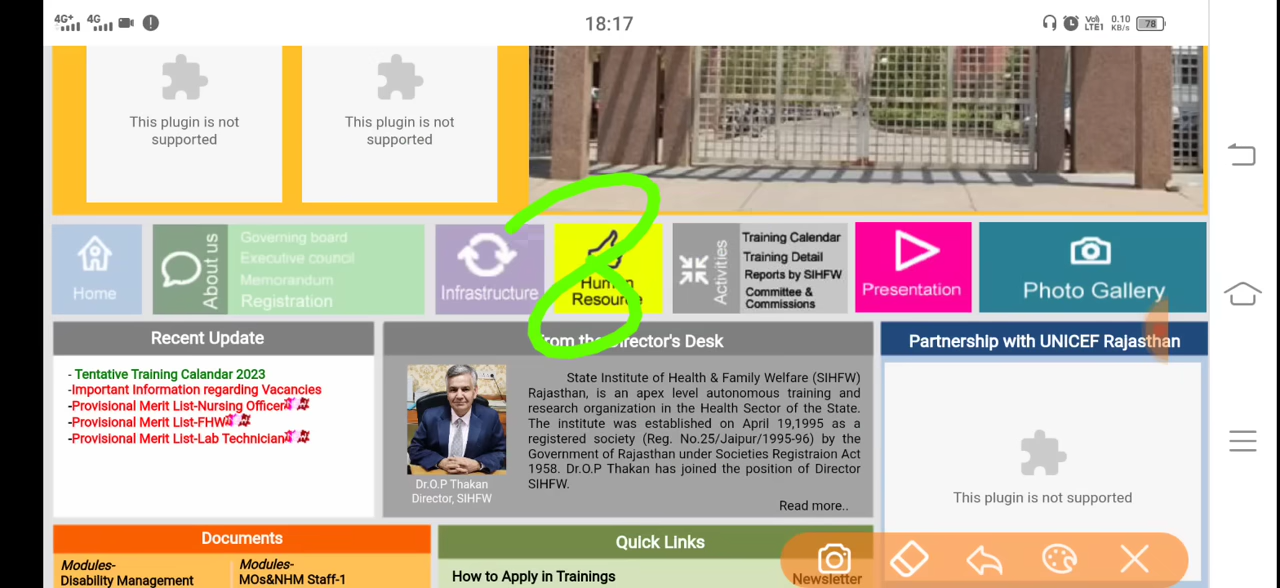 4G+ 4G 18:17 VoN LTE1 0.10 KB/s 78
This plugin is not supported
This plugin is not supported
Home
About us
Governing board
Executive council
Memorandum
Registration
Infrastructure
Human
Resource
Activities
Training Calendar
Training Detail
Reports by SIHFW
Committee &
Commissions
Presentation
Photo Gallery
Recent Update
- Tentative Training Calandar 2023
-Important Information regarding Vacancies
-Provisional Merit List-Nursing Officer
-Provisional Merit List-FHW
-Provisional Merit List-Lab Technician
From the Director's Desk
State Institute of Health & Family Welfare (SIHFW)
Rajasthan, is an apex level autonomous training and
research organization in the Health Sector of the State.
The institute was established on April 19,1995 as a
registered society (Reg. No.25/Jaipur/1995-96) by the
Government of Rajasthan under Societies Registraion Act
1958. Dr.O.P Thakan has joined the position of Director
SIHFW.
Read more..
Dr.O.P Thakan
Director, SIHFW
Partnership with UNICEF Rajasthan
This plugin is not supported
Documents
Modules-
Disability Management
Modules-
MOs&NHM Staff-1
Quick Links
How to Apply in Trainings
Newsletter